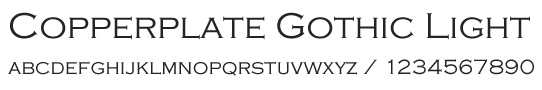 Copperplate Gothic Light
abcdefghijklmnopqrstuvwxyz / 1234567890